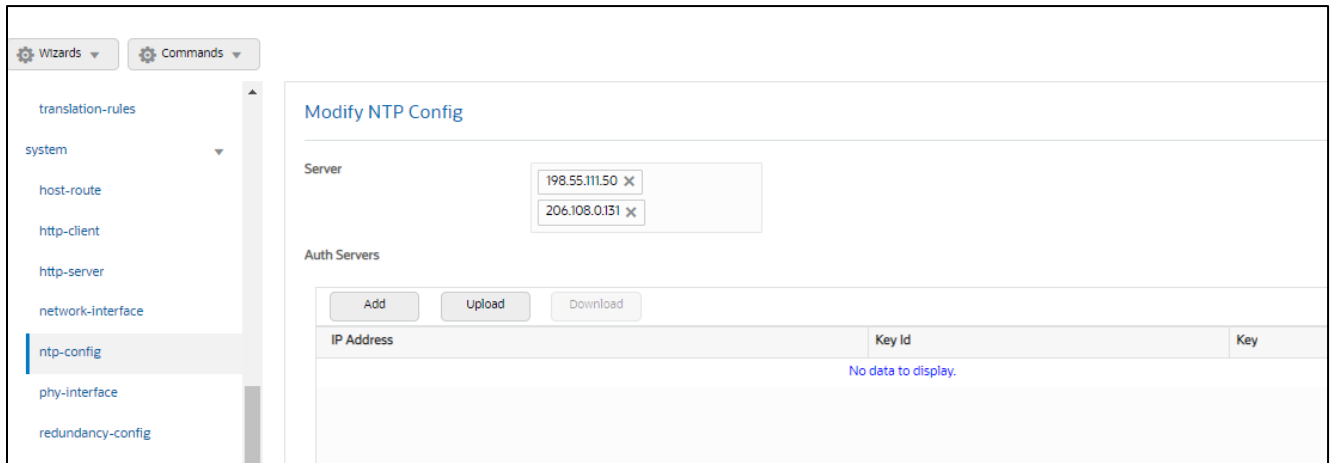 Wizards
Commands
translation-rules
system
host-route
http-client
http-server
network-interface
ntp-config
phy-interface
redundancy-config
Modify NTP Config
Server
198.55.111.50
206.108.0.131
Auth Servers
Add Upload Download
IP Address Key Id Key
No data to display.